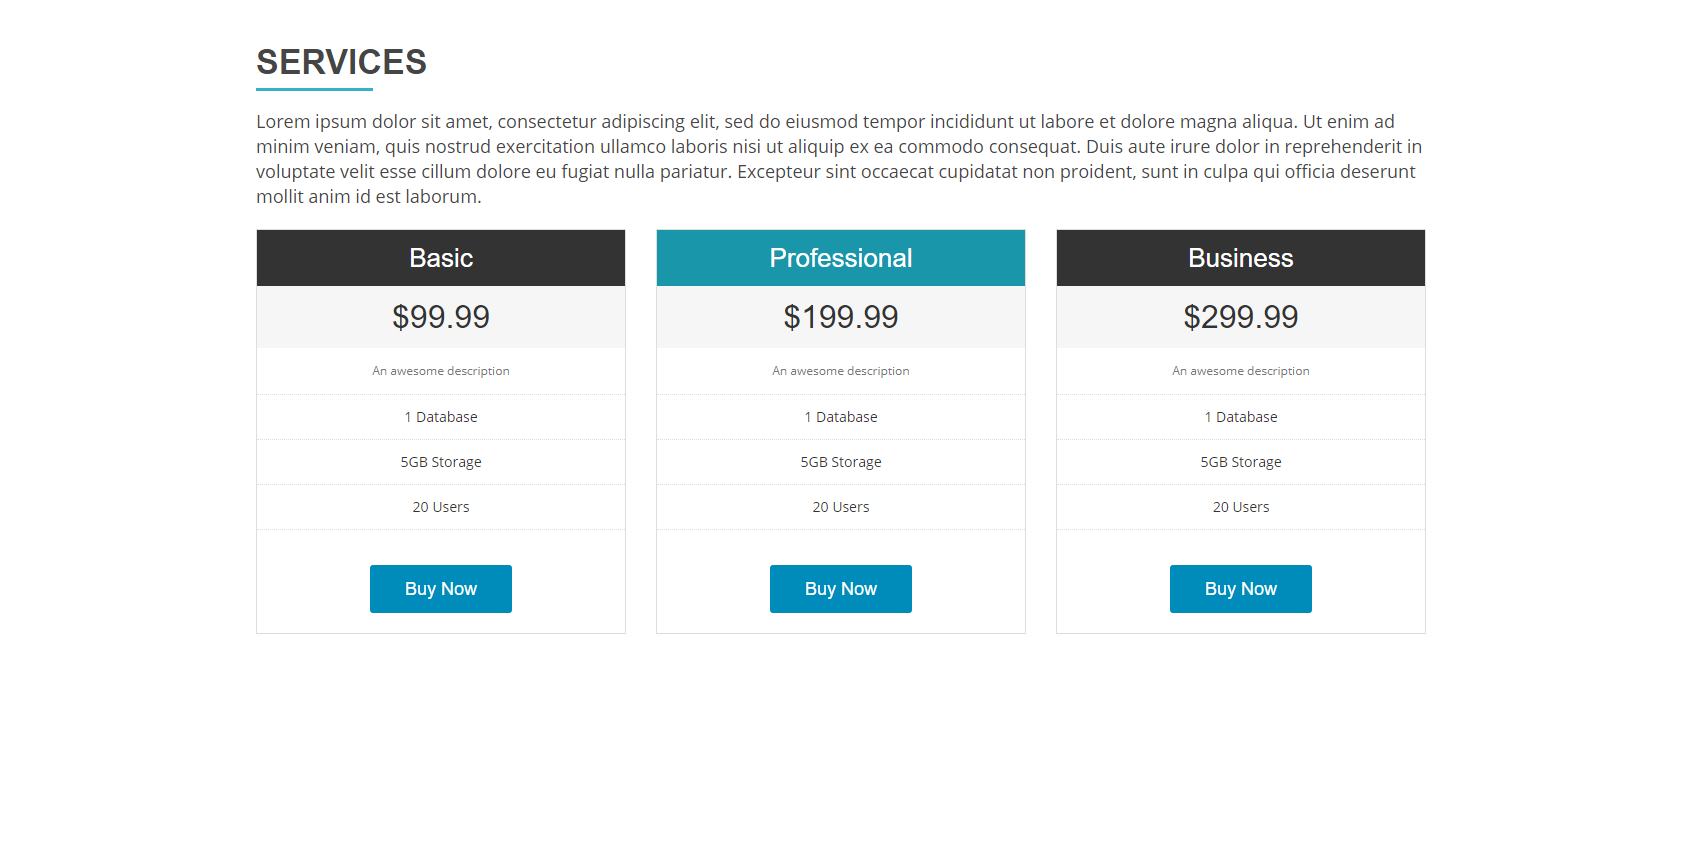 SERVICES
Lorem ipsum dolor sit amet, consectetur adipiscing elit, sed do eiusmod tempor incididunt ut labore et dolore magna aliqua. Ut enim ad
minim veniam, quis nostrud exercitation ullamco laboris nisi ut aliquip ex ea commodo consequat. Duis aute irure dolor in reprehenderit in
voluptate velit esse cillum dolore eu fugiat nulla pariatur. Excepteur sint occaecat cupidatat non proident, sunt in culpa qui officia deserunt
mollit anim id est laborum.
Basic
$99.99
An awesome description
1 Database
5GB Storage
20 Users
Buy Now
Professional
$199.99
An awesome description
1 Database
5GB Storage
20 Users
Buy Now
Business
$299.99
An awesome description
1 Database
5GB Storage
20 Users
Buy Now